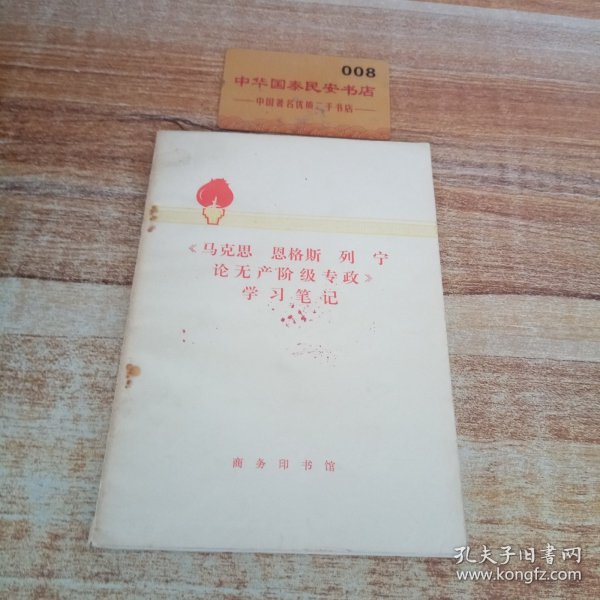 008
中华国泰民安书店
中国著名优质二手书店
《马克思 恩格斯 列 宁
论无产阶级专政》
学习笔记
商务印书馆
孔夫子旧书网
www.kongfz.com